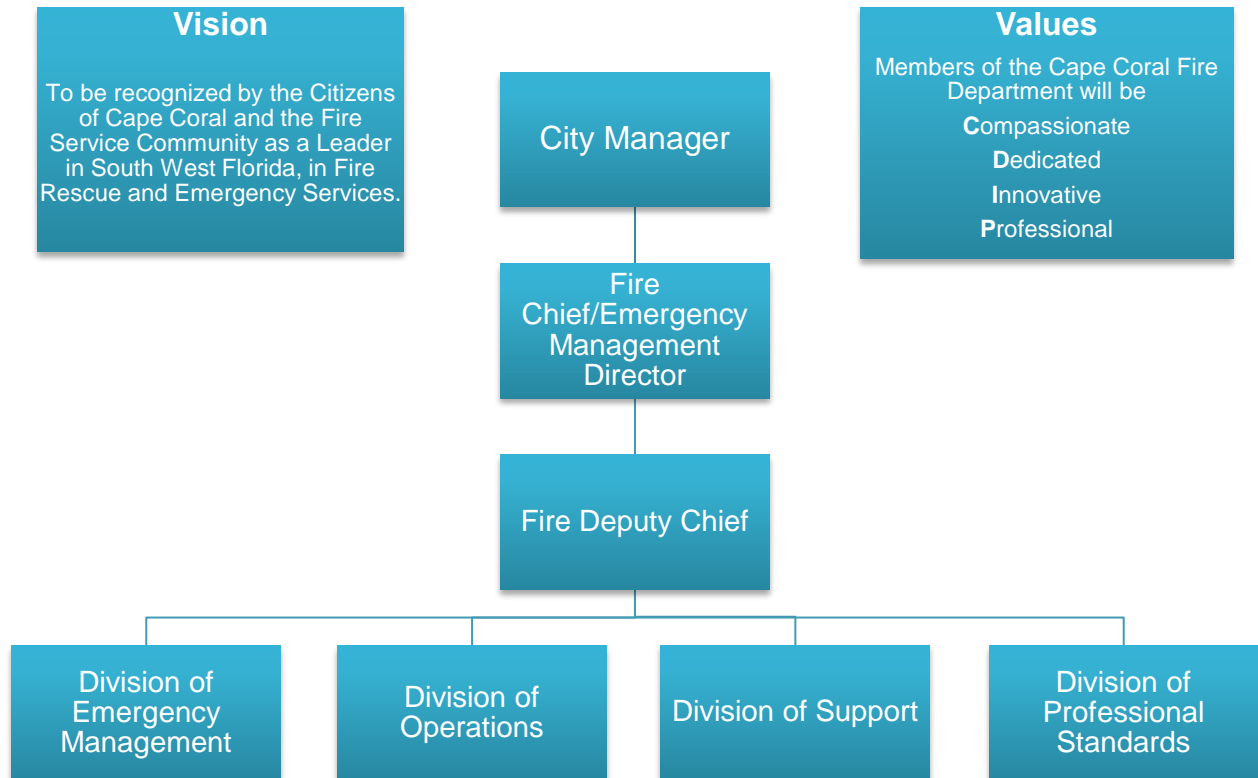 Vision
To be recognized by the Citizens
of Cape Coral and the Fire
Service Community as a Leader
in South West Florida, in Fire
Rescue and Emergency Services.
City Manager
Values
Members of the Cape Coral Fire
Department will be
Compassionate
Dedicated
Innovative
Professional
Fire
Chief/Emergency
Management
Director
Fire Deputy Chief
Division of
Emergency
Management
Division of
Operations
Division of Support
Division of
Professional
Standards